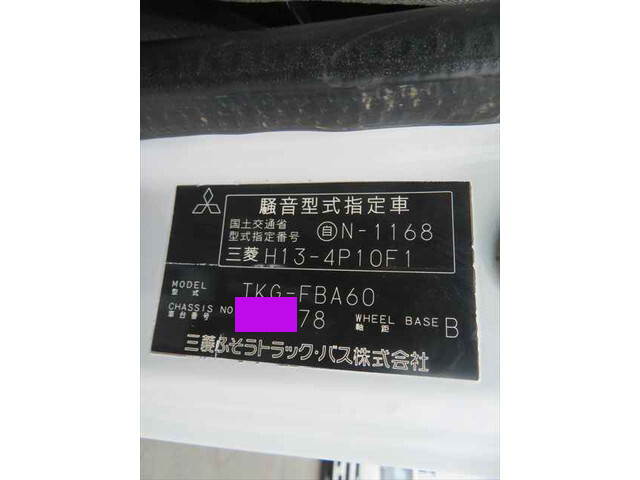 騒音型式指定車
国土交通省
型式指定番号 自N-1168
三菱 H13-4P10F1
MODEL 型式 TKG-FBA60
CHASSIS NO 車台番号 78 WHEEL BASE 軸距 B
三菱ふそうトラック・バス株式会社